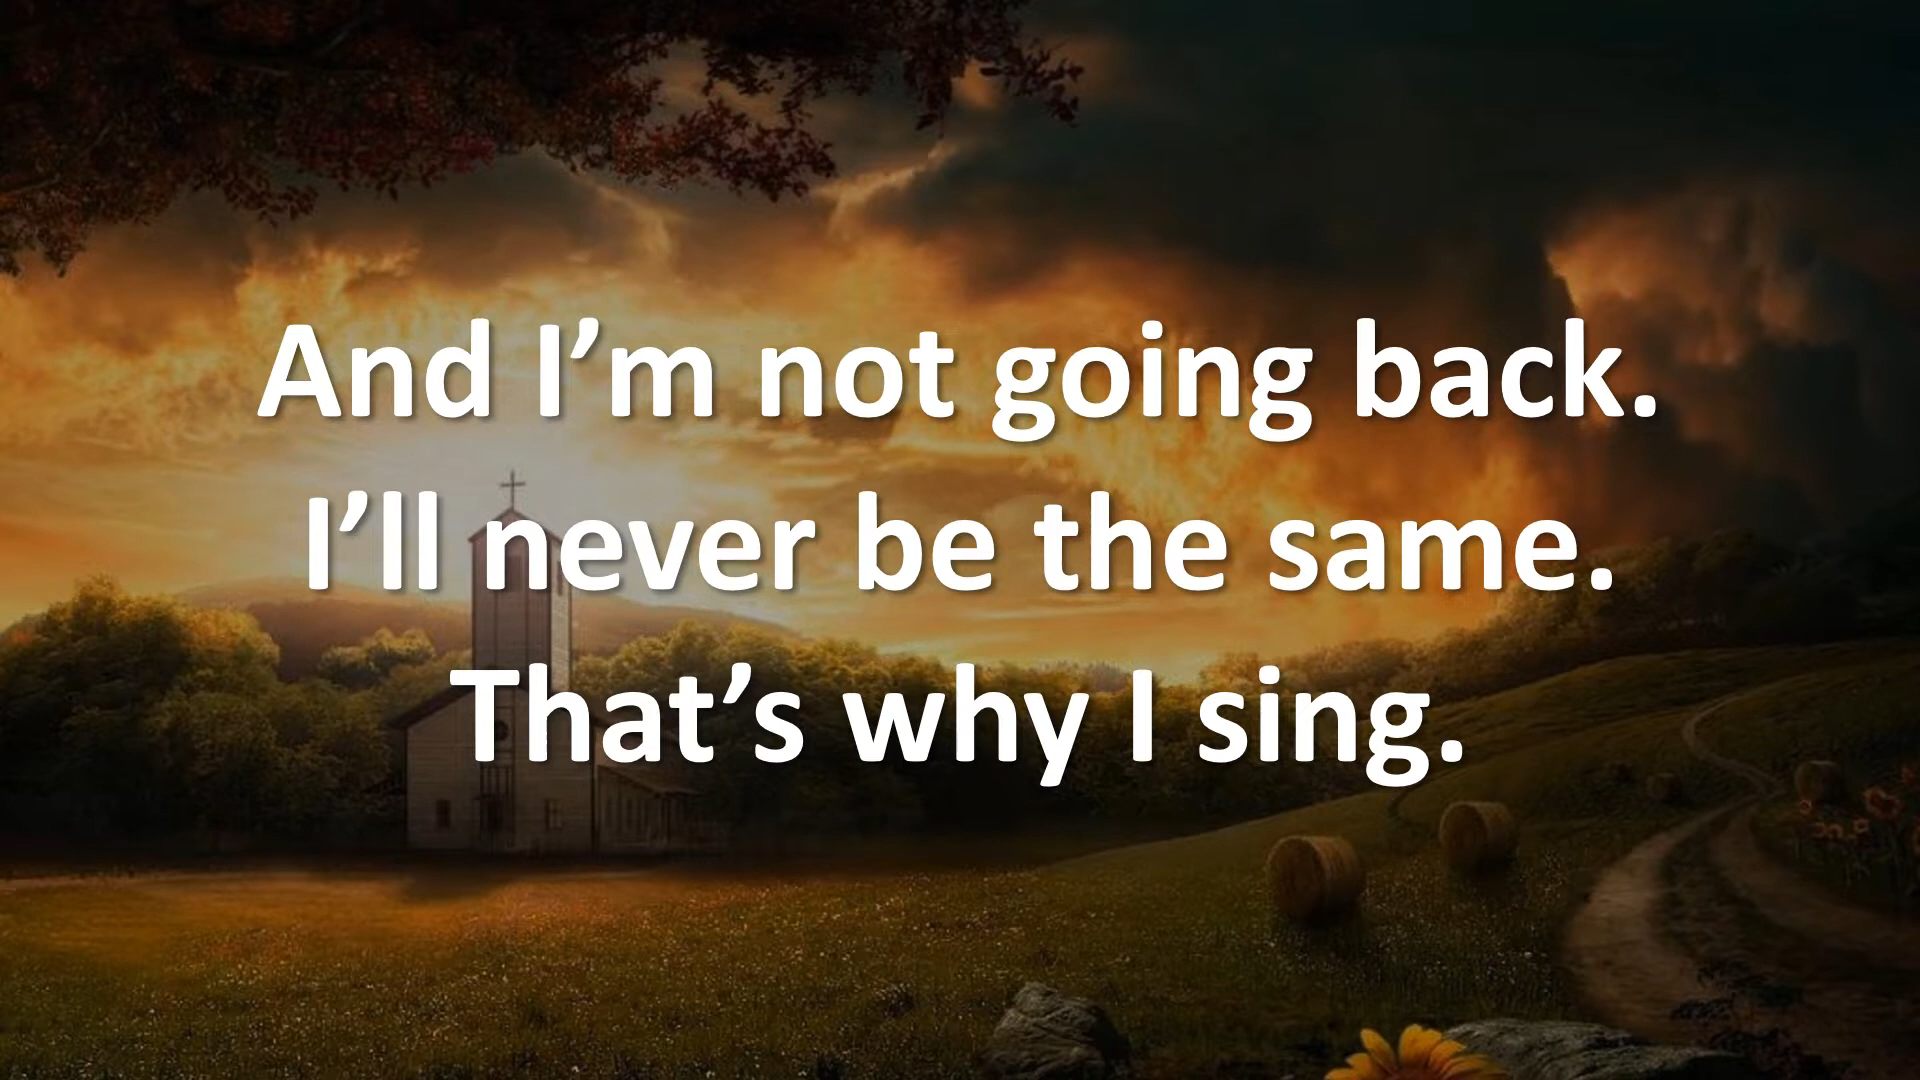 And I’m not going back.
I’ll never be the same.
That’s why I sing.